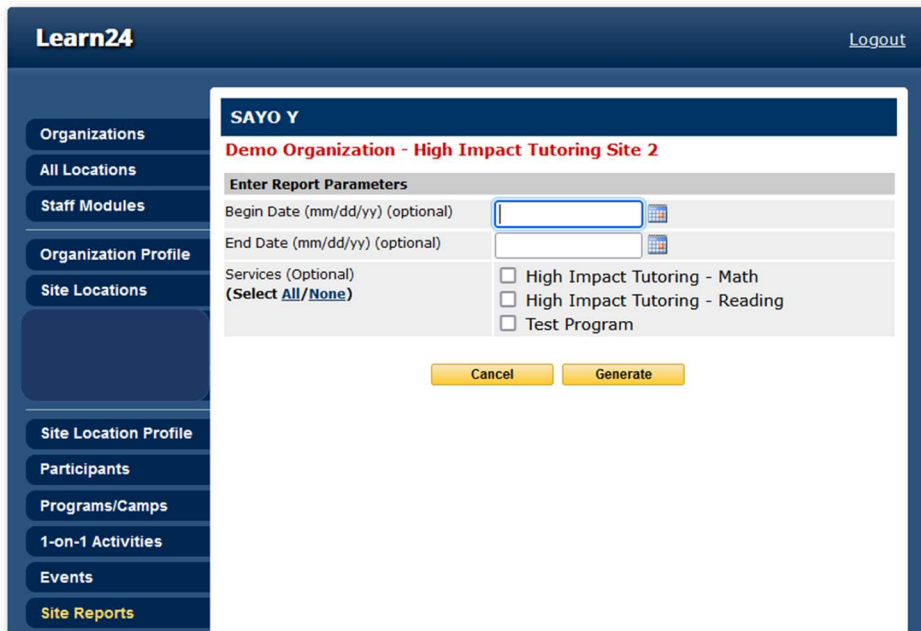 Learn24
Logout
Organizations
All Locations
Staff Modules
Organization Profile
Site Locations
Site Location Profile
Participants
Programs/Camps
1-on-1 Activities
Events
Site Reports
SAYO Y
Demo Organization - High Impact Tutoring Site 2
Enter Report Parameters
Begin Date (mm/dd/yy) (optional)
End Date (mm/dd/yy) (optional)
Services (Optional)
(Select All/None)
High Impact Tutoring - Math
High Impact Tutoring - Reading
Test Program
Cancel Generate